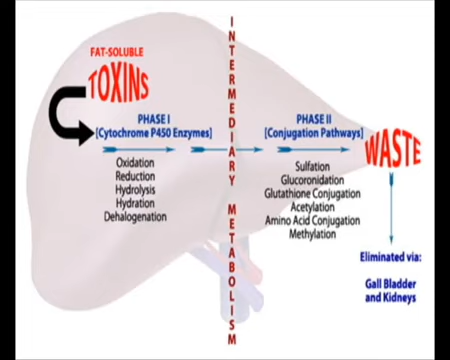 FAT-SOLUBLE
TOXINS
PHASE I
[Cytochrome P450 Enzymes]
Oxidation
Reduction
Hydrolysis
Hydration
Dehalogenation
INTERMEDIARY METABOLISM
PHASE II
[Conjugation Pathways]
Sulfation
Glucoronidation
Glutathione Conjugation
Acetylation
Amino Acid Conjugation
Methylation
WASTE
Eliminated via:
Gall Bladder
and Kidneys